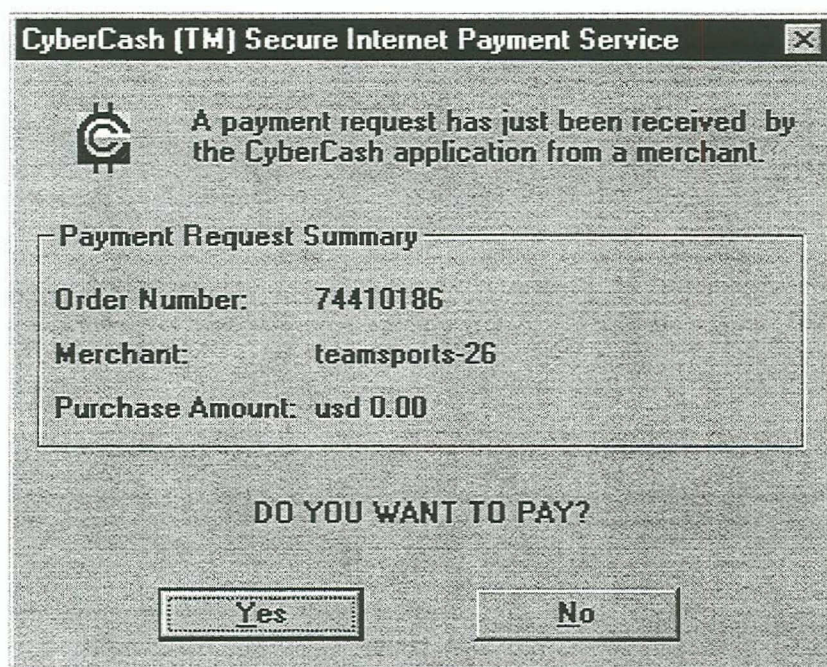 CyberCash (TM) Secure Internet Payment Service
A payment request has just been received by
the CyberCash application from a merchant.
Payment Request Summary
Order Number: 74410186
Merchant: teamsports-26
Purchase Amount: usd 0.00
DO YOU WANT TO PAY?
Yes No